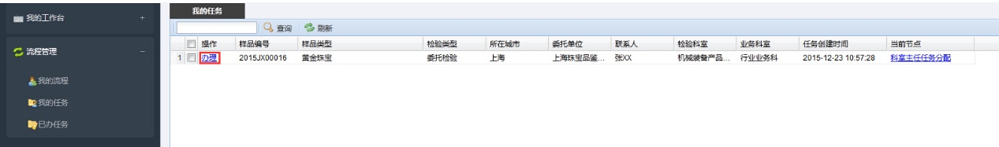 我的工作台
流程管理
我的流程
我的任务
已办任务
我的任务
查询 刷新
操作 样品编号 样品类型 检验类型 所在城市 委托单位 联系人 检验科室 业务科室 任务创建时间 当前节点
1 办理 2015JX00016 黄金珠宝 委托检验 上海 上海珠宝品鉴... 张XX 机械装备产品... 行业业务科 2015-12-23 10:57:28 科室主任任务分配